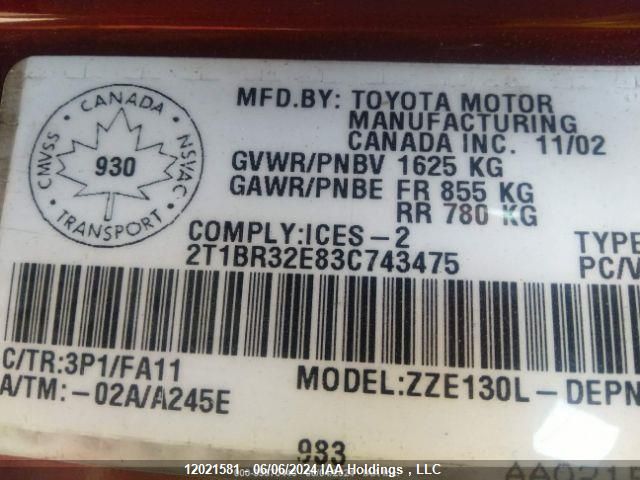 CANADA
CMVSS
NSVAC
930
TRANSPORT
MFD.BY: TOYOTA MOTOR
MANUFACTURING
CANADA INC. 11/02
GVWR/PNBV 1625 KG
GAWR/PNBE FR 855 KG
RR 780 KG
COMPLY:ICES-2
TYPE
2T1BR32E83C743475
PC/V
C/TR:3P1/FA11
A/TM:-02A/A245E
MODEL:ZZE130L-DEPN
983
12021581 - 06/06/2024 IAA Holdings , LLC